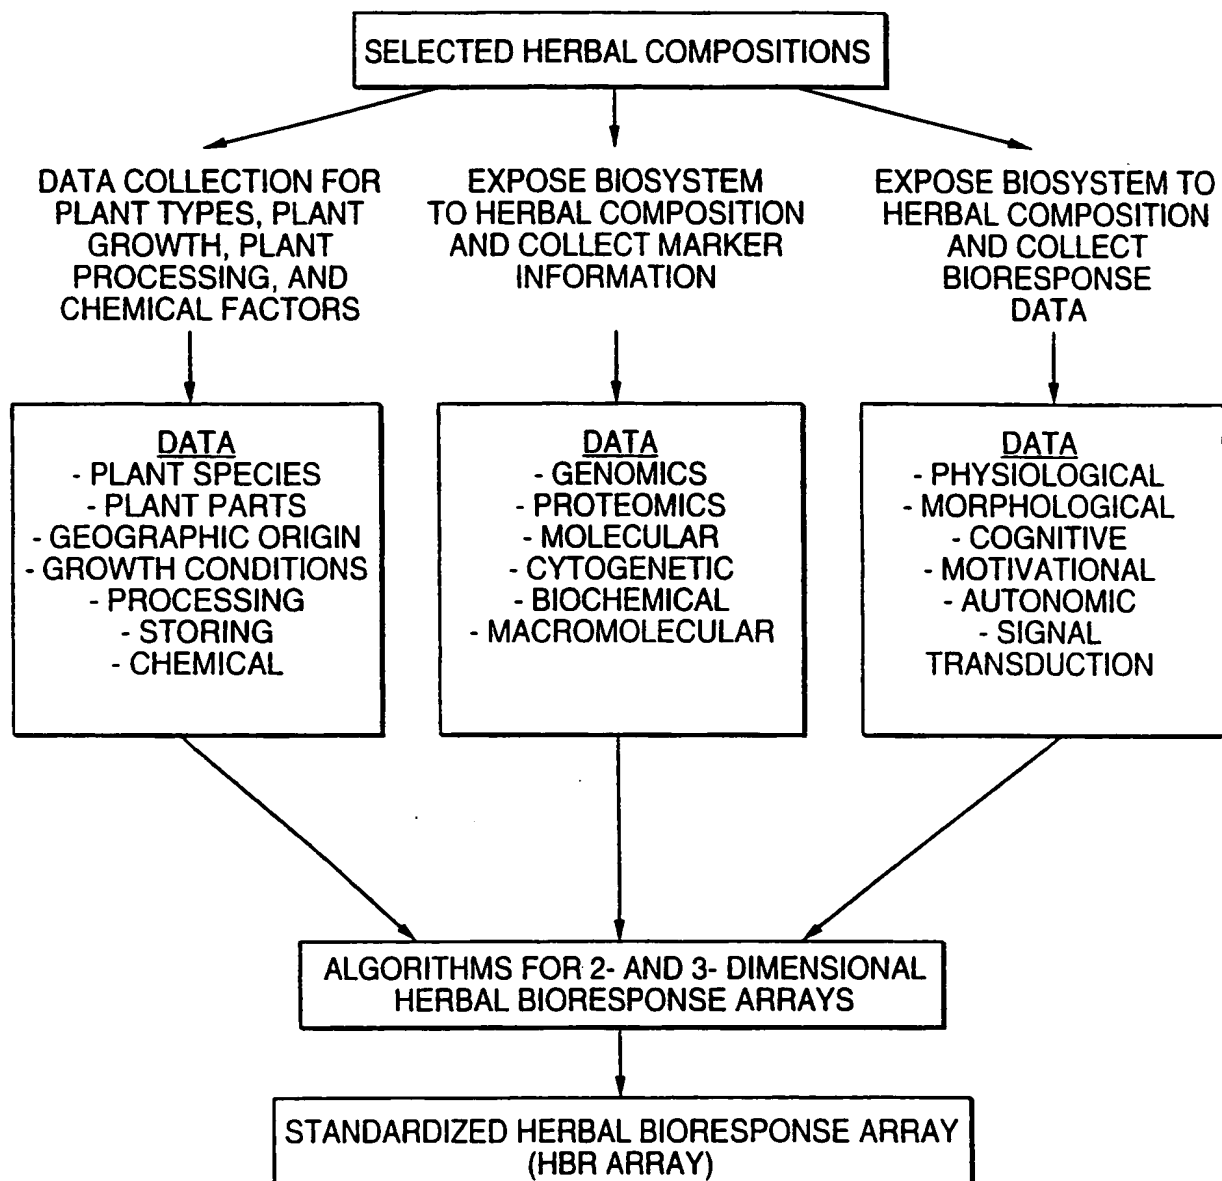 SELECTED HERBAL COMPOSITIONS
DATA COLLECTION FOR
PLANT TYPES, PLANT
GROWTH, PLANT
PROCESSING, AND
CHEMICAL FACTORS
EXPOSE BIOSYSTEM
TO HERBAL COMPOSITION
AND COLLECT MARKER
INFORMATION
EXPOSE BIOSYSTEM TO
HERBAL COMPOSITION
AND COLLECT
BIORESPONSE
DATA
DATA
- PLANT SPECIES
- PLANT PARTS
- GEOGRAPHIC ORIGIN
- GROWTH CONDITIONS
- PROCESSING
- STORING
- CHEMICAL
DATA
- GENOMICS
- PROTEOMICS
- MOLECULAR
- CYTOGENETIC
- BIOCHEMICAL
- MACROMOLECULAR
DATA
- PHYSIOLOGICAL
- MORPHOLOGICAL
- COGNITIVE
- MOTIVATIONAL
- AUTONOMIC
- SIGNAL
TRANSDUCTION
ALGORITHMS FOR 2- AND 3- DIMENSIONAL
HERBAL BIORESPONSE ARRAYS
STANDARDIZED HERBAL BIORESPONSE ARRAY
(HBR ARRAY)